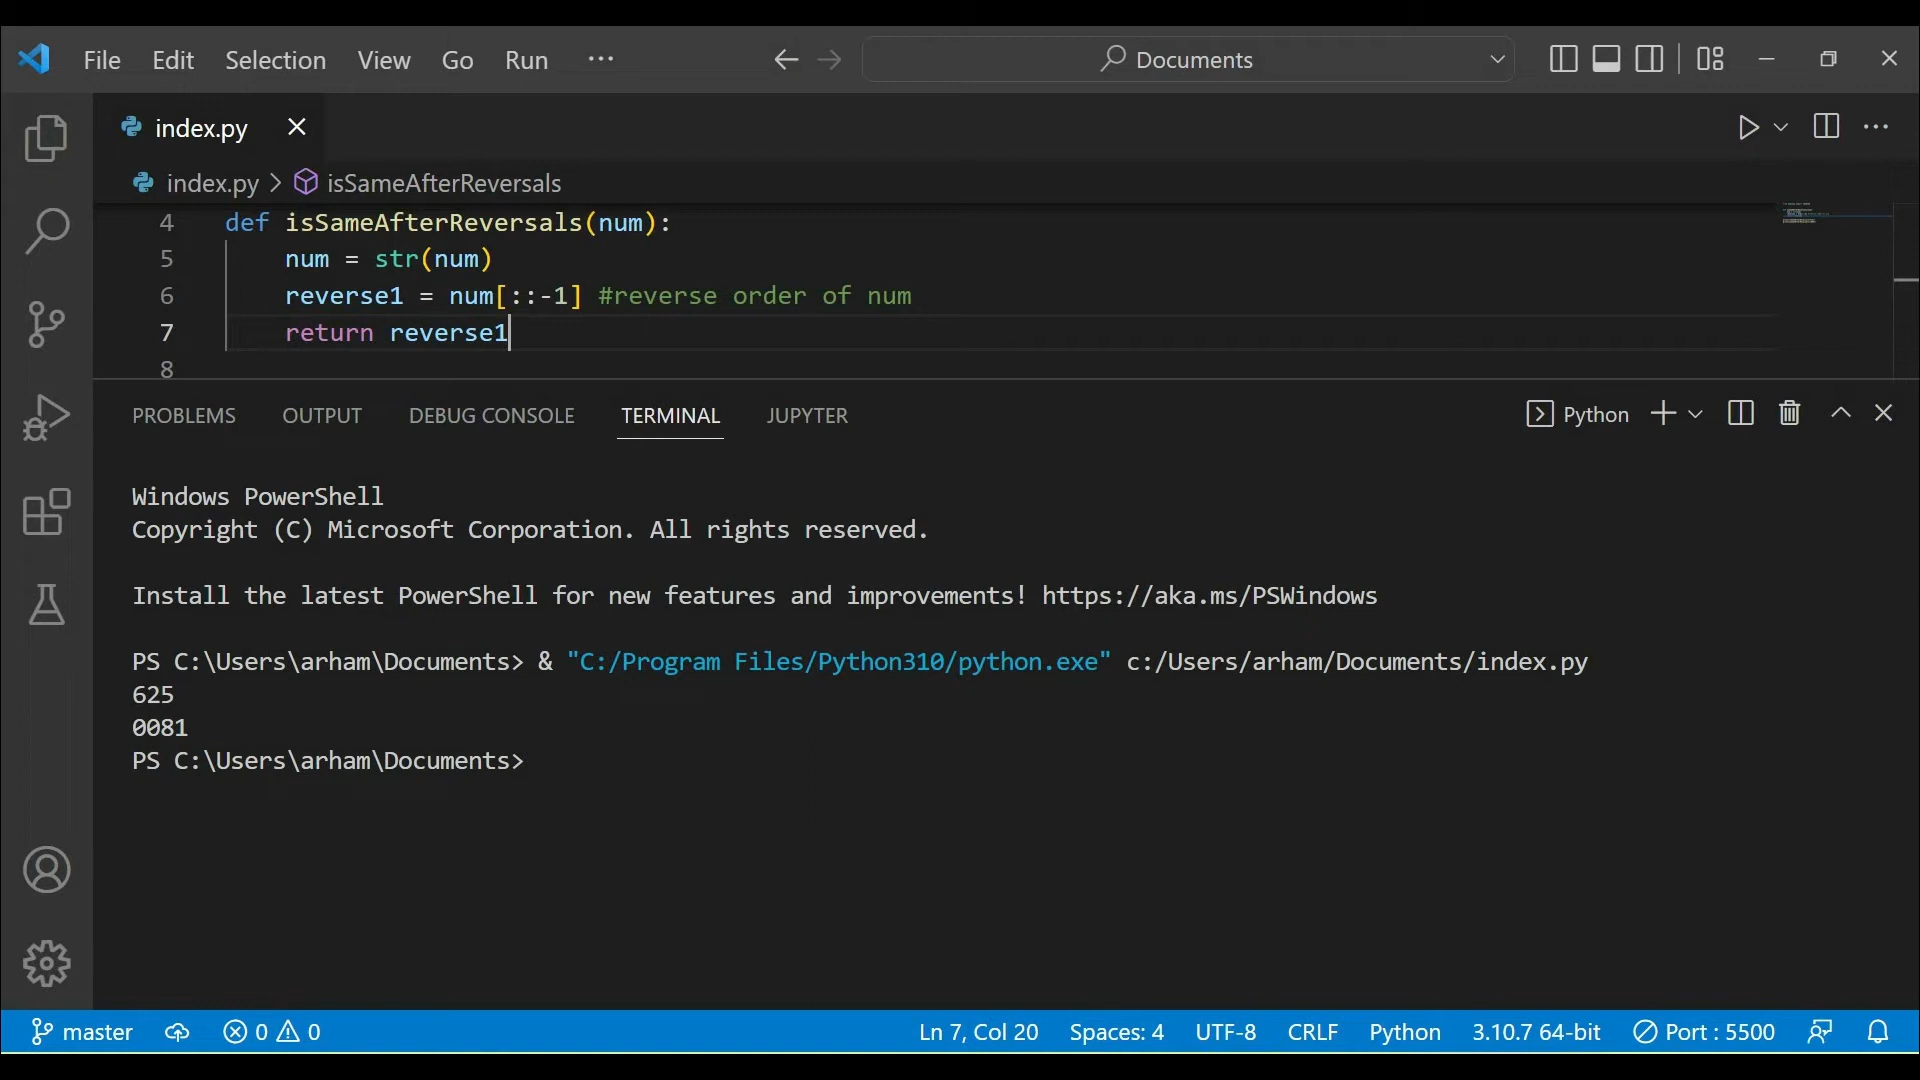 File Edit Selection View Go Run ··· Documents
index.py
index.py > isSameAfterReversals
4 def isSameAfterReversals(num):
5 num = str(num)
6 reverse1 = num[::-1] #reverse order of num
7 return reverse1
8
PROBLEMS OUTPUT DEBUG CONSOLE TERMINAL JUPYTER Python
Windows PowerShell
Copyright (C) Microsoft Corporation. All rights reserved.
Install the latest PowerShell for new features and improvements! https://aka.ms/PSWindows
PS C:\Users\arham\Documents> & "C:/Program Files/Python310/python.exe" c:/Users/arham/Documents/index.py
625
0081
PS C:\Users\arham\Documents>
master 0 0 Ln 7, Col 20 Spaces: 4 UTF-8 CRLF Python 3.10.7 64-bit Port : 5500